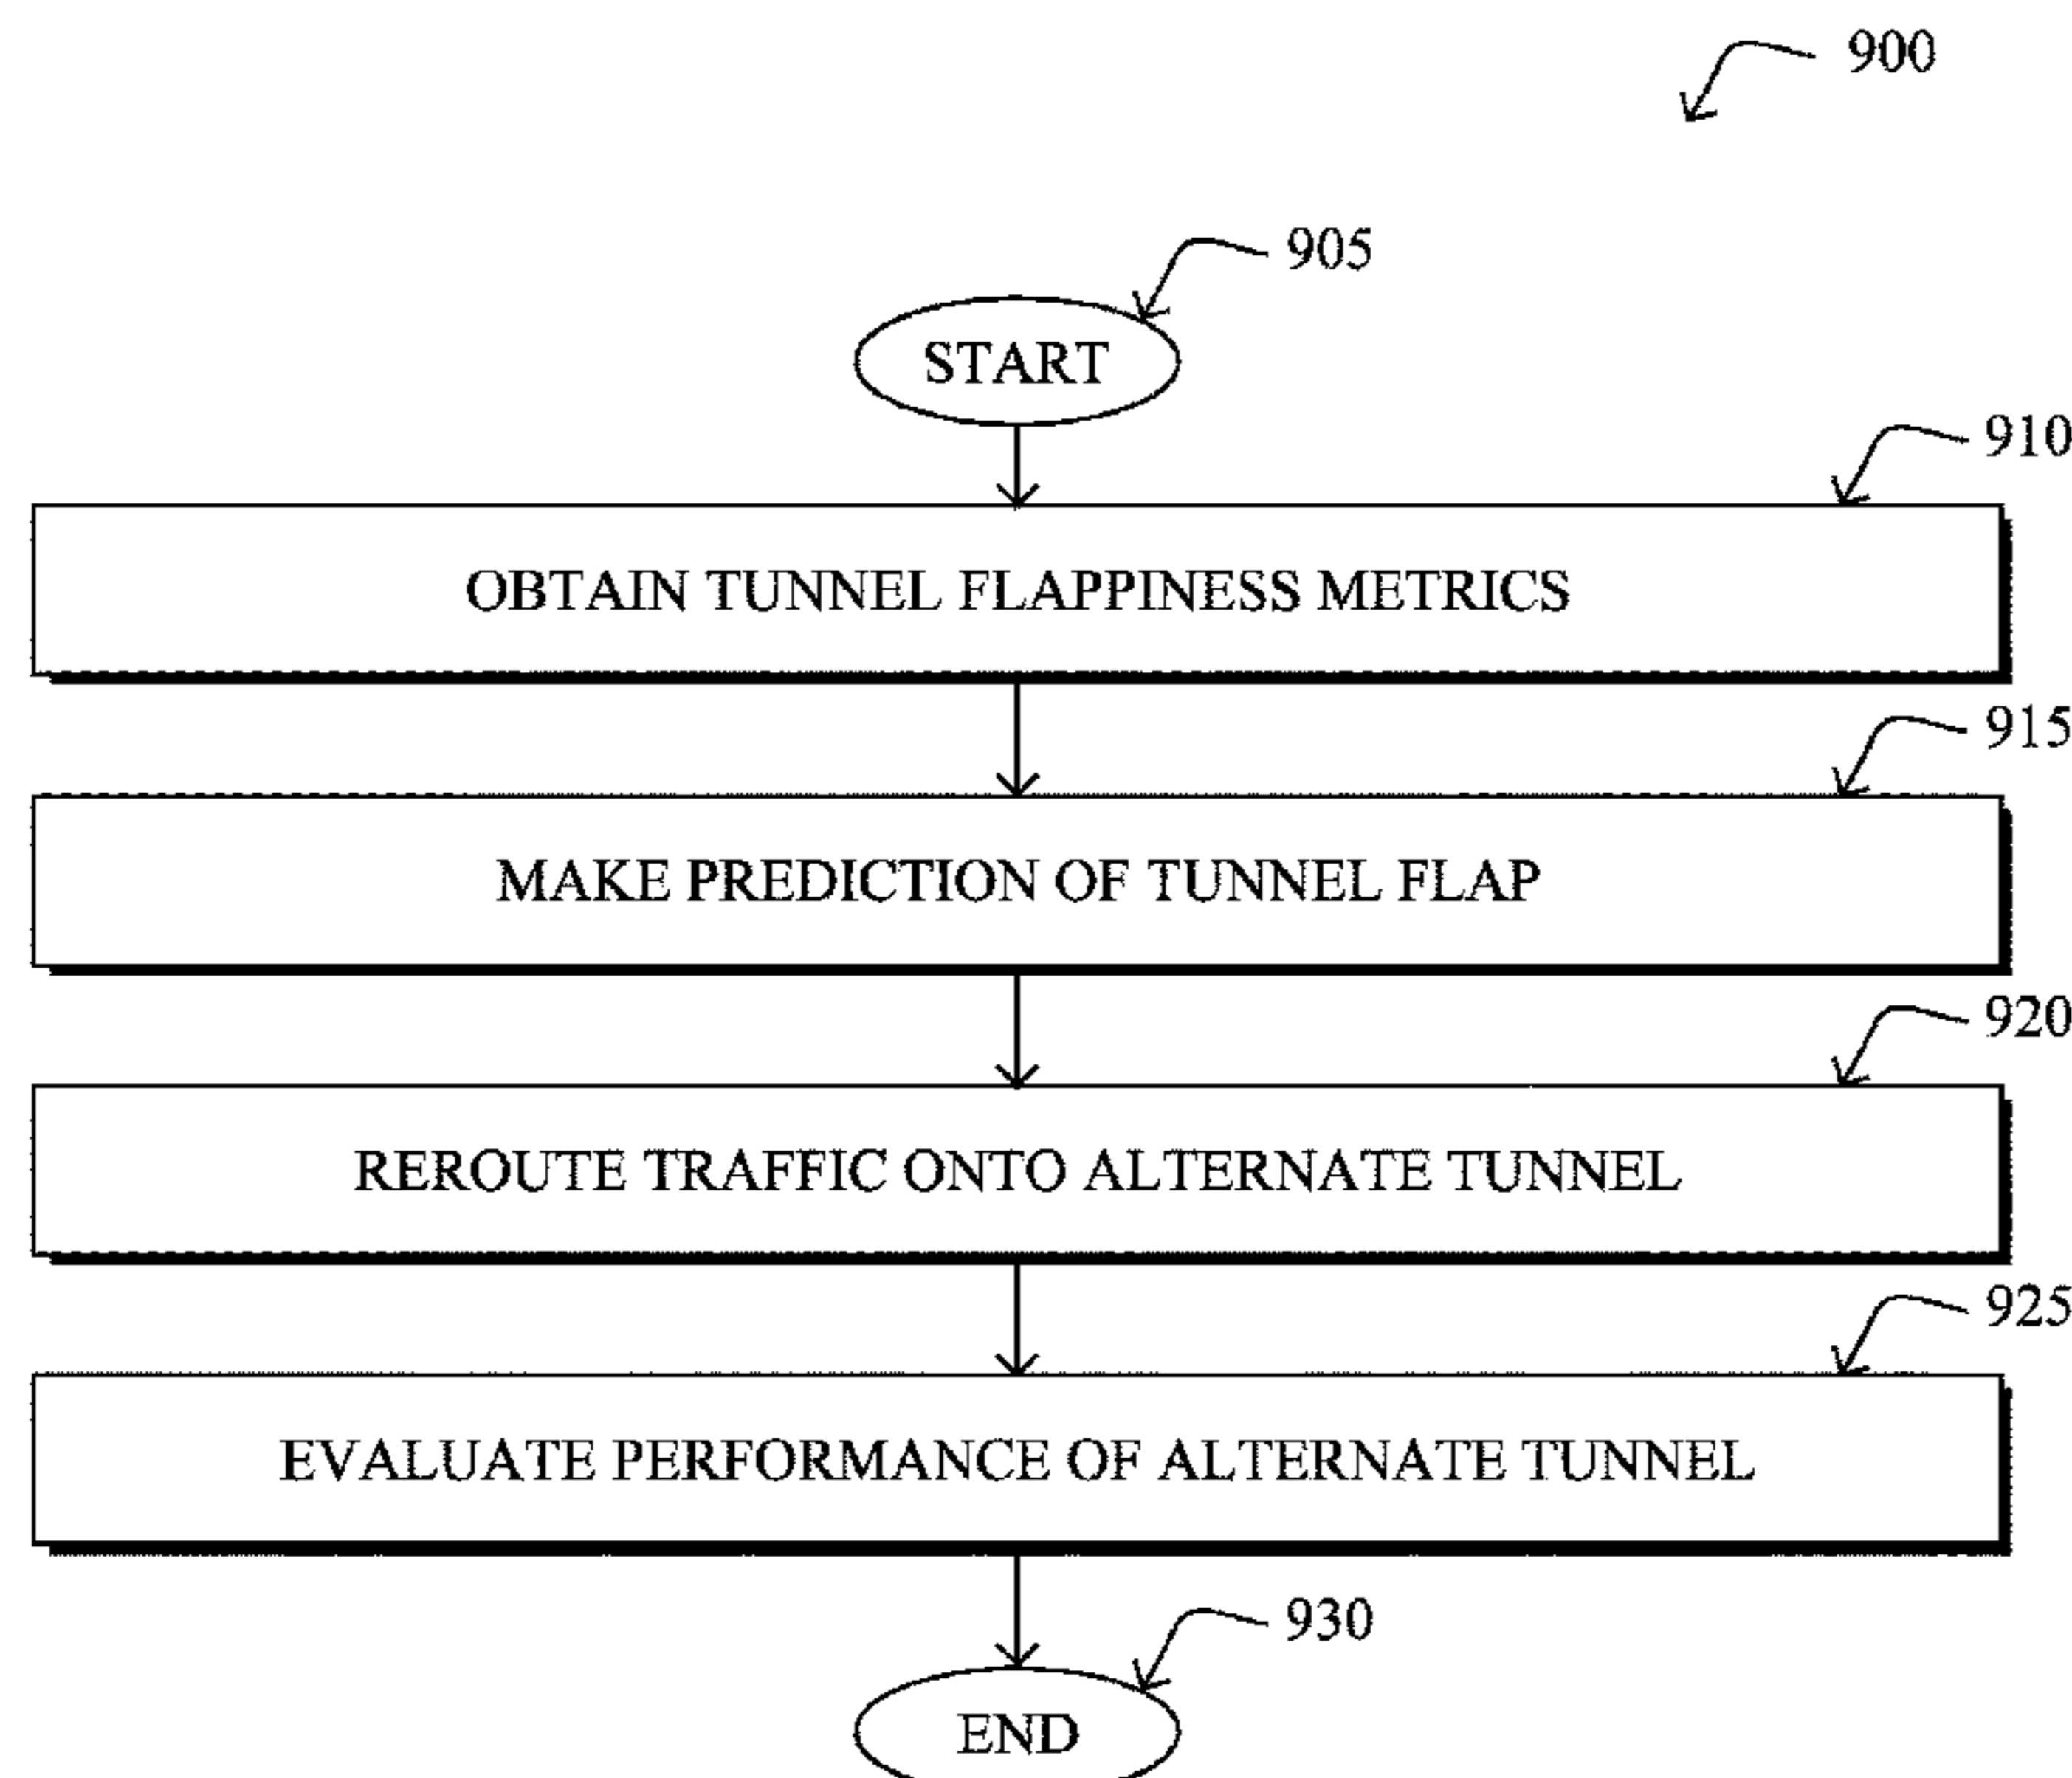 900
905
START
910
OBTAIN TUNNEL FLAPPINESS METRICS
915
MAKE PREDICTION OF TUNNEL FLAP
920
REROUTE TRAFFIC ONTO ALTERNATE TUNNEL
925
EVALUATE PERFORMANCE OF ALTERNATE TUNNEL
930
END